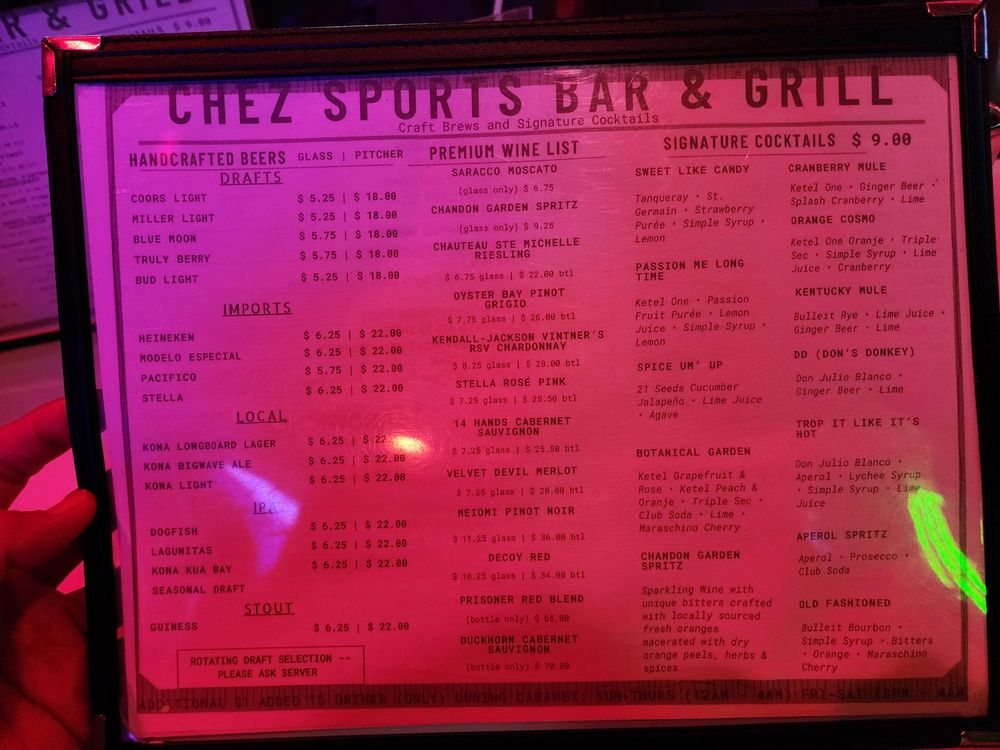 CHEZ SPORTS BAR & GRILL
Craft Brews and Signature Cocktails
HANDCRAFTED BEERS GLASS | PITCHER
DRAFTS
COORS LIGHT $ 5.25 | $ 18.00
MILLER LIGHT $ 5.25 | $ 18.00
BLUE MOON $ 5.75 | $ 18.00
TRULY BERRY $ 5.75 | $ 18.00
BUD LIGHT $ 5.25 | $ 18.00
IMPORTS
HEINEKEN $ 6.25 | $ 22.00
MODELO ESPECIAL $ 6.25 | $ 22.00
PACIFICO $ 5.75 | $ 22.00
STELLA $ 6.25 | $ 22.00
LOCAL
KONA LONGBOARD LAGER $ 6.25 | $ 22
KONA BIGWAVE ALE $ 6.25 | $ 22.00
KONA LIGHT $ 6.25 | $ 22.00
IPA
DOGFISH $ 6.25 | $ 22.00
LAGUNITAS $ 6.25 | $ 22.00
KONA KUA BAY $ 6.25 | $ 22.00
SEASONAL DRAFT
STOUT
GUINESS $ 6.25 | $ 22.00
ROTATING DRAFT SELECTION --
PLEASE ASK SERVER
PREMIUM WINE LIST
SARACCO MOSCATO
(glass only) $ 6.75
CHANDON GARDEN SPRITZ
(glass only) $ 9.25
CHAUTEAU STE MICHELLE
RIESLING
$ 6.75 glass | $ 22.00 btl
OYSTER BAY PINOT
GRIGIO
$ 7.75 glass | $ 26.00 btl
KENDALL-JACKSON VINTNER'S
RSV CHARDONNAY
$ 8.25 glass | $ 28.00 btl
STELLA ROSÉ PINK
$ 7.25 glass | $ 25.50 btl
14 HANDS CABERNET
SAUVIGNON
$ 7.25 glass | $ 25.50 btl
VELVET DEVIL MERLOT
$ 7.25 glass | $ 28.00 btl
MEIOMI PINOT NOIR
$ 11.25 glass | $ 36.00 btl
DECOY RED
$ 10.25 glass | $ 34.00 btl
PRISONER RED BLEND
(bottle only) $ 65.00
DUCKHORN CABERNET
SAUVIGNON
(bottle only) $ 70.00
SIGNATURE COCKTAILS $ 9.00
SWEET LIKE CANDY
Tanqueray • St.
Germain • Strawberry
Purée • Simple Syrup •
Lemon
PASSION ME LONG
TIME
Ketel One • Passion
Fruit Purée • Lemon
Juice • Simple Syrup •
Lemon
SPICE UM' UP
21 Seeds Cucumber
Jalapeño • Lime Juice
• Agave
BOTANICAL GARDEN
Ketel Grapefruit &
Rose • Ketel Peach &
Oranje • Triple Sec •
Club Soda • Lime •
Maraschino Cherry
CHANDON GARDEN
SPRITZ
Sparkling Wine with
unique bitters crafted
with locally sourced
fresh oranges
macerated with dry
orange peels, herbs &
spices
CRANBERRY MULE
Ketel One • Ginger Beer •
Splash Cranberry • Lime
ORANGE COSMO
Ketel One Oranje • Triple
Sec • Simple Syrup • Lime
Juice • Cranberry
KENTUCKY MULE
Bulleit Rye • Lime Juice •
Ginger Beer • Lime
DD (DON'S DONKEY)
Don Julio Blanco •
Ginger Beer • Lime
TROP IT LIKE IT'S
HOT
Don Julio Blanco •
Aperol • Lychee Syrup
• Simple Syrup • Lime
Juice
APEROL SPRITZ
Aperol • Prosecco •
Club Soda
OLD FASHIONED
Bulleit Bourbon •
Simple Syrup • Bitters
• Orange • Maraschino
Cherry
ADDITIONAL $1 ADDED TO DRINKS (ONLY) DURING CABARET: SUN-THURS (12AM - 4AM) FRI-SAT (8PM - 4AM